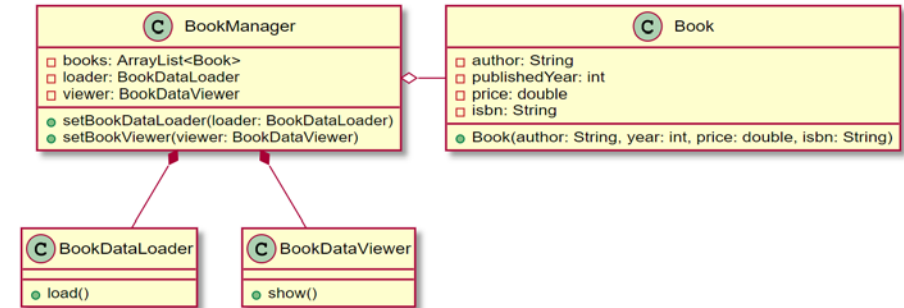 C BookManager
books: ArrayList<Book>
loader: BookDataLoader
viewer: BookDataViewer
setBookDataLoader(loader: BookDataLoader)
setBookViewer(viewer: BookDataViewer)
C Book
author: String
publishedYear: int
price: double
isbn: String
Book(author: String, year: int, price: double, isbn: String)
C BookDataLoader
load()
C BookDataViewer
show()